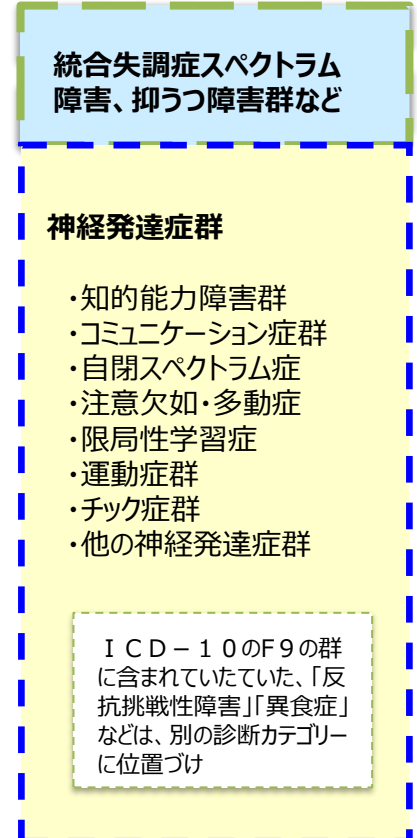 統合失調症スペクトラム
障害、抑うつ障害群など
神経発達症群
・知的能力障害群
・コミュニケーション症群
・自閉スペクトラム症
・注意欠如・多動症
・限局性学習症
・運動症群
・チック症群
・他の神経発達症群
ＩＣＤ－１０のF９の群
に含まれていたていた、「反
抗挑戦性障害」「異食症」
などは、別の診断カテゴリー
に位置づけ